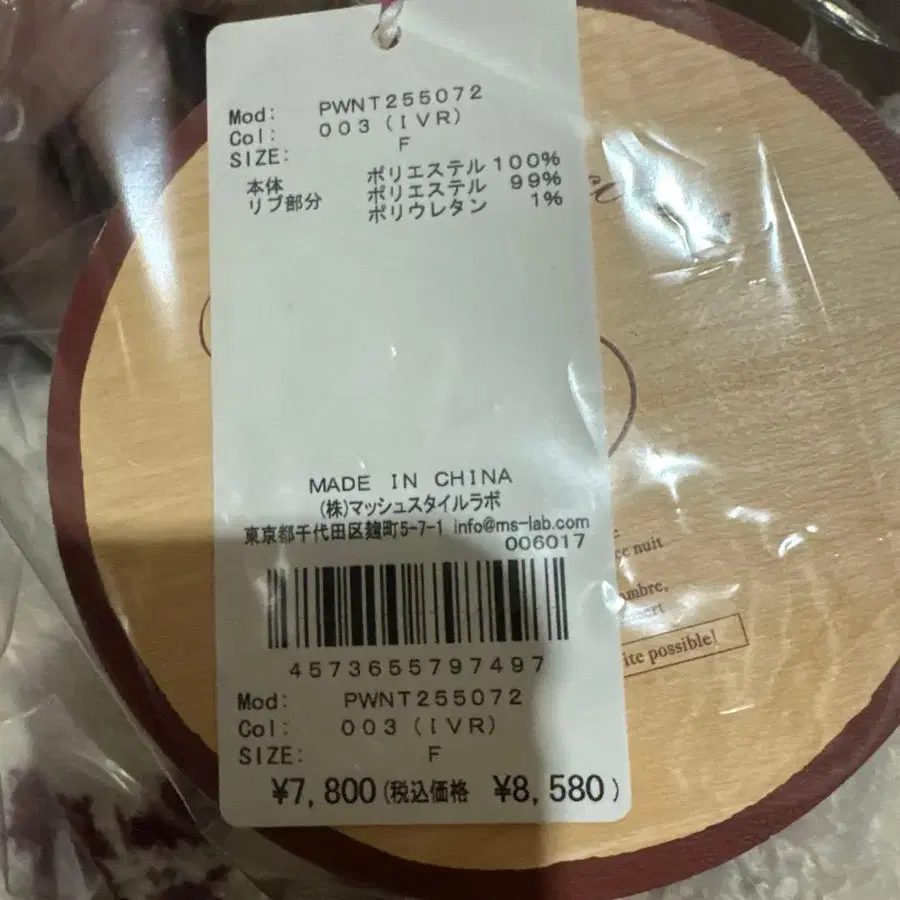 Mod: PWNT255072
Col: 003 (IVR)
SIZE: F
本体 ポリエステル 100%
リブ部分 ポリエステル 99%
ポリウレタン 1%
MADE IN CHINA
(株)マッシュスタイルラボ
東京都千代田区麹町5-7-1 info@ms-lab.com
006017
4573655797497
Mod: PWNT255072
Col: 003 (IVR)
SIZE: F
¥7,800(税込価格 ¥8,580)
nuit
possible!